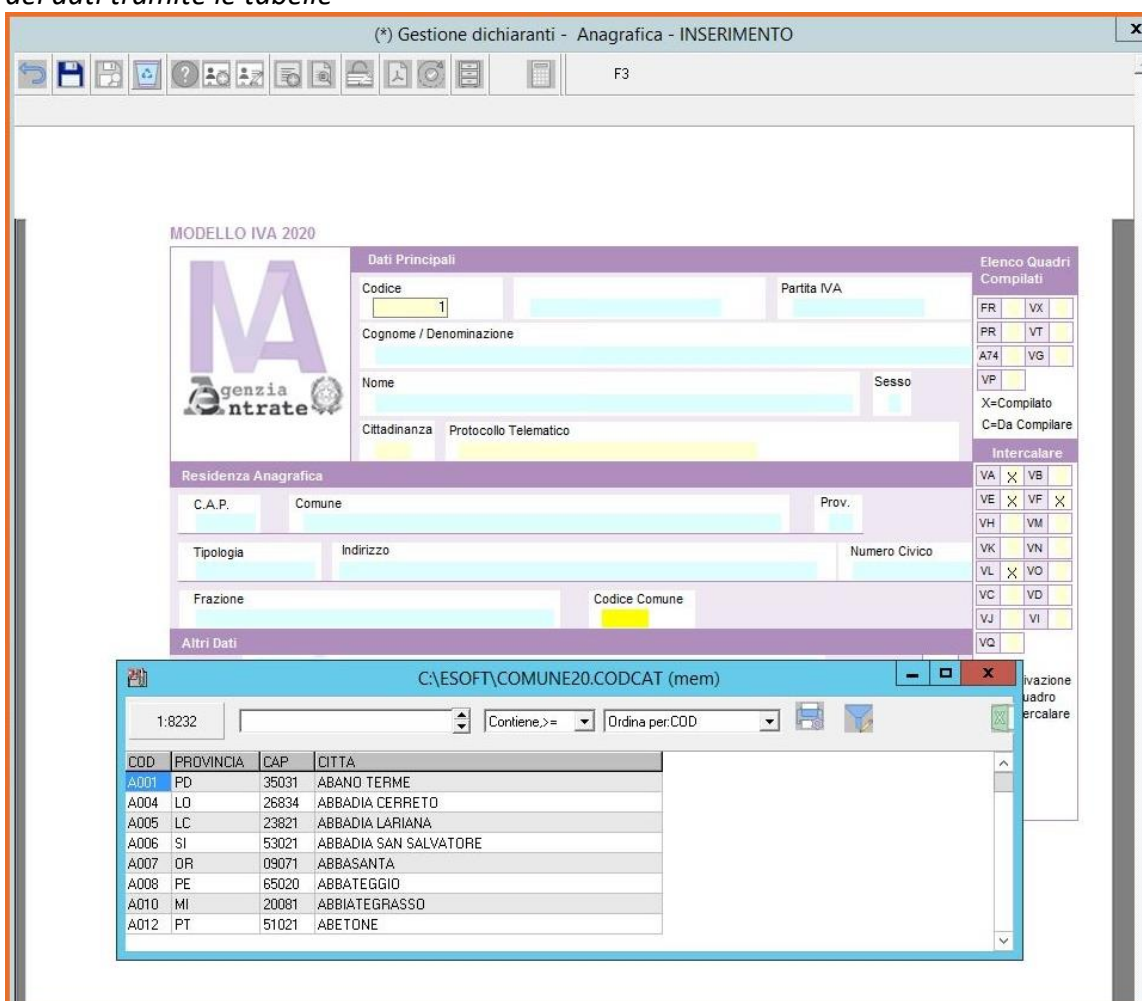 dei dati tramite le tabelle
(*) Gestione dichiaranti - Anagrafica - INSERIMENTO
x
F3
MODELLO IVA 2020
IVA
Agenzia
Entrate
Dati Principali
Elenco Quadri
Compilati
Codice
Partita IVA
1
FR VX
Cognome / Denominazione
PR VT
A74 VG
Nome
Sesso
VP
X=Compilato
Cittadinanza Protocollo Telematico
C=Da Compilare
Intercalare
Residenza Anagrafica
VA X VB
C.A.P. Comune Prov.
VE X VF X
VH VM
Tipologia Indirizzo Numero Civico
VK VN
VL X VO
Frazione Codice Comune
VC VD
VJ VI
Altri Dati
VQ
C:\ESOFT\COMUNE20.CODCAT (mem)
x
ivazione
uadro
ercalare
1:8232 Contiene,>= Ordina per:COD
COD PROVINCIA CAP CITTA
A001 PD 35031 ABANO TERME
A004 LO 26834 ABBADIA CERRETO
A005 LC 23821 ABBADIA LARIANA
A006 SI 53021 ABBADIA SAN SALVATORE
A007 OR 09071 ABBASANTA
A008 PE 65020 ABBATEGGIO
A010 MI 20081 ABBIATEGRASSO
A012 PT 51021 ABETONE